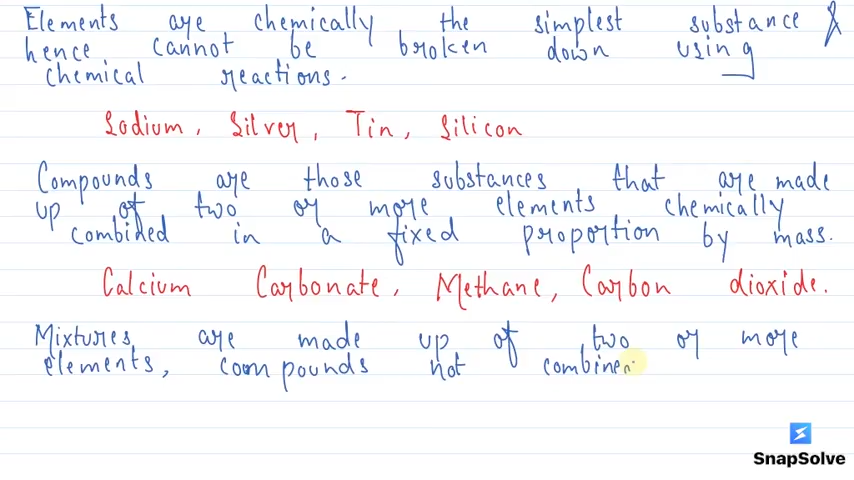 Elements are chemically the simplest substance &
hence cannot be broken down using
chemical reactions.
Sodium, Silver, Tin, Silicon
Compounds are those substances that are made
up of two or more elements chemically
combined in a fixed proportion by mass.
Calcium Carbonate, Methane, Carbon dioxide.
Mixtures are made up of two or more
elements, compounds not combine
SnapSolve